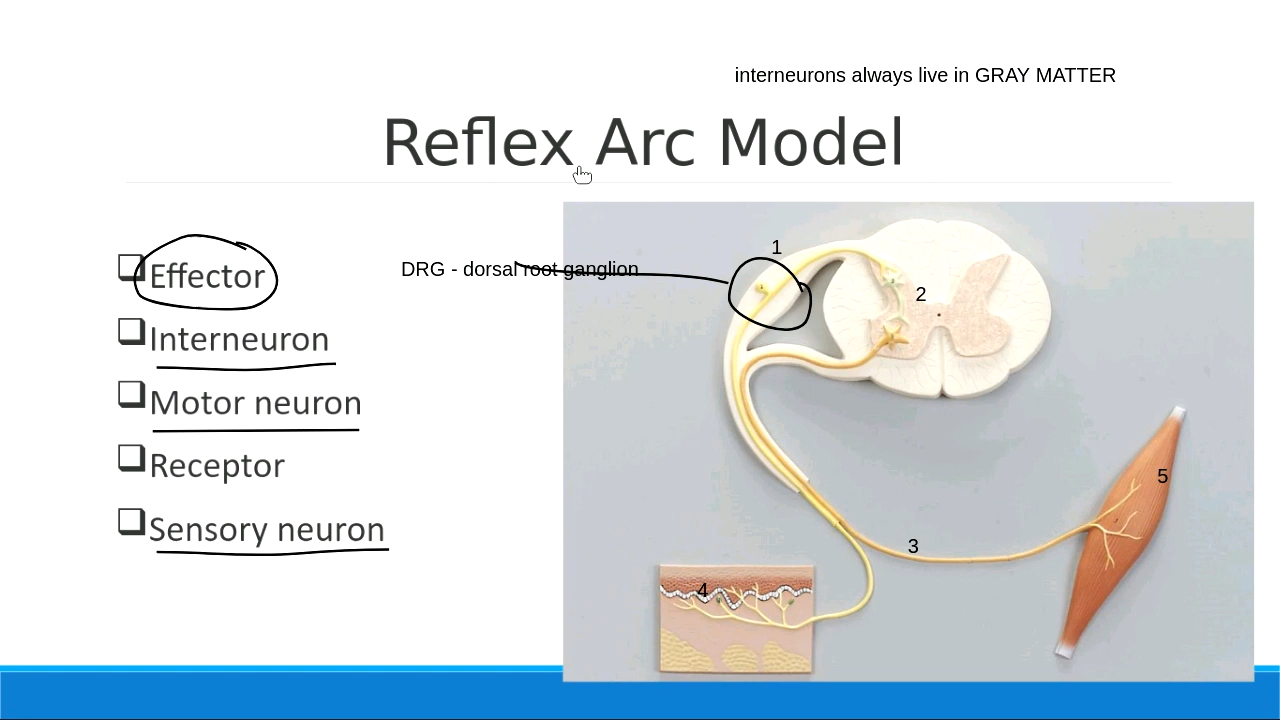 interneurons always live in GRAY MATTER
Reflex Arc Model
Effector
DRG - dorsal root ganglion
Interneuron
Motor neuron
Receptor
Sensory neuron
1
2
3
4
5